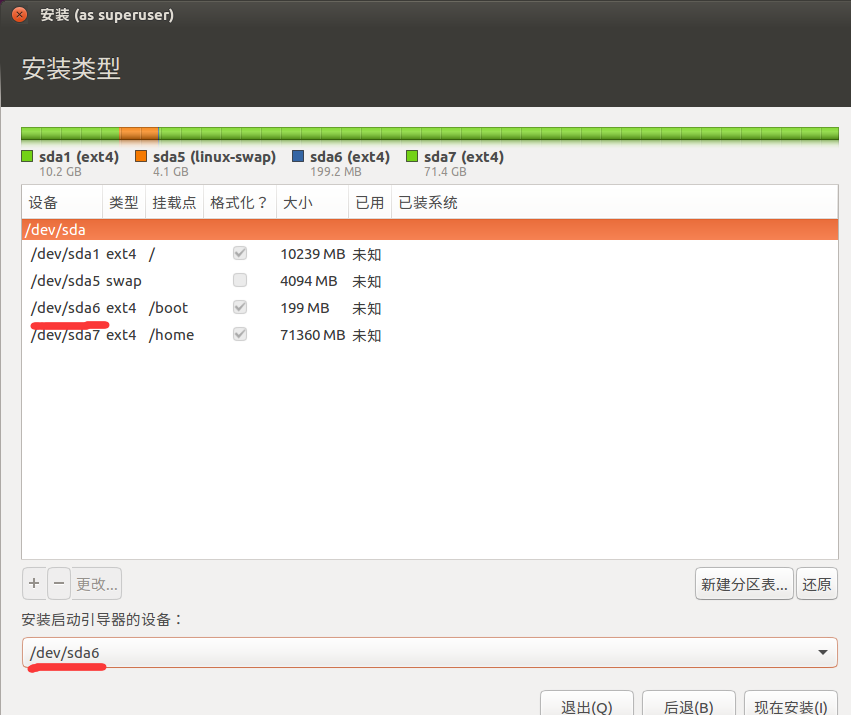 安装 (as superuser)
安装类型
sda1 (ext4) sda5 (linux-swap) sda6 (ext4) sda7 (ext4)
10.2 GB 4.1 GB 199.2 MB 71.4 GB
设备 类型 挂载点 格式化？ 大小 已用 已装系统
/dev/sda
/dev/sda1 ext4 / 10239 MB 未知
/dev/sda5 swap 4094 MB 未知
/dev/sda6 ext4 /boot 199 MB 未知
/dev/sda7 ext4 /home 71360 MB 未知
+ − 更改... 新建分区表... 还原
安装启动引导器的设备：
/dev/sda6
退出(Q) 后退(B) 现在安装(I)